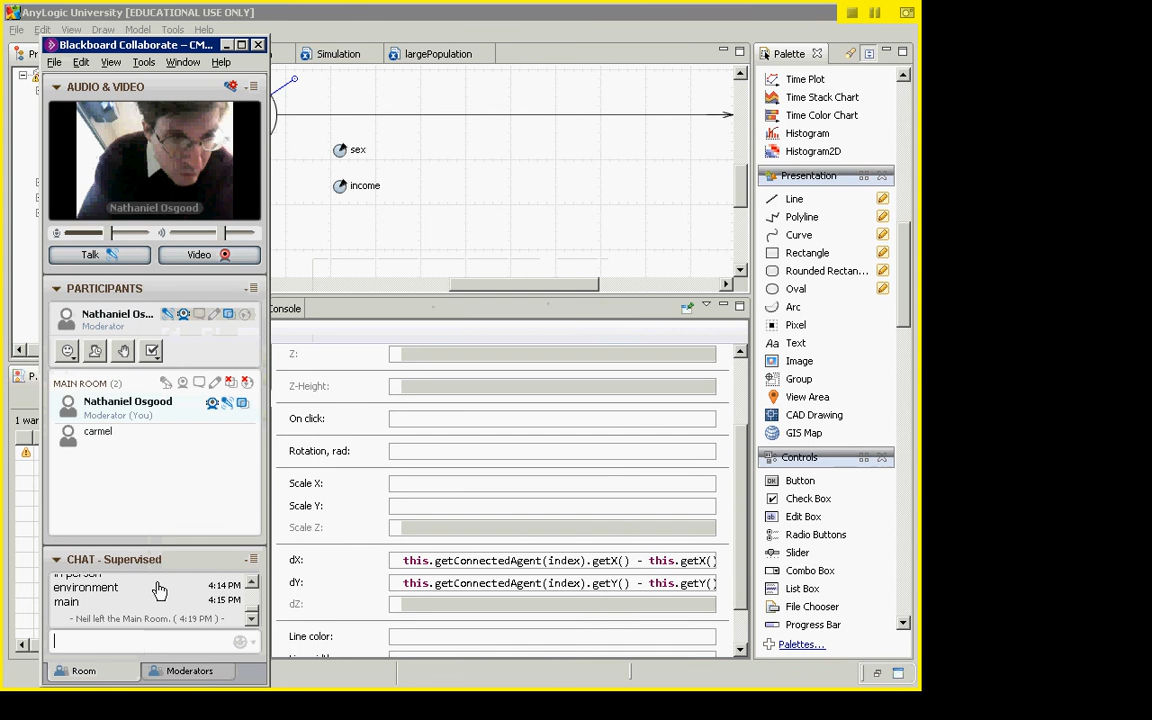 AnyLogic University [EDUCATIONAL USE ONLY]
File Edit View Draw Model Tools Help
Blackboard Collaborate – CM...
File Edit View Tools Window Help
AUDIO & VIDEO
Nathaniel Osgood
Talk
Video
PARTICIPANTS
Nathaniel Os...
Moderator
MAIN ROOM (2)
Nathaniel Osgood
Moderator (You)
carmel
CHAT - Supervised
in person
environment 4:14 PM
main 4:15 PM
- Neil left the Main Room. ( 4:19 PM ) -
Room
Moderators
P.
1 war
Simulation
largePopulation
sex
income
Console
Z:
Z-Height:
On click:
Rotation, rad:
Scale X:
Scale Y:
Scale Z:
dX: this.getConnectedAgent(index).getX() - this.getX()
dY: this.getConnectedAgent(index).getY() - this.getY()
dZ:
Line color:
Palette
Time Plot
Time Stack Chart
Time Color Chart
Histogram
Histogram2D
Presentation
Line
Polyline
Curve
Rectangle
Rounded Rectan...
Oval
Arc
Pixel
Text
Image
Group
View Area
CAD Drawing
GIS Map
Controls
Button
Check Box
Edit Box
Radio Buttons
Slider
Combo Box
List Box
File Chooser
Progress Bar
Palettes...